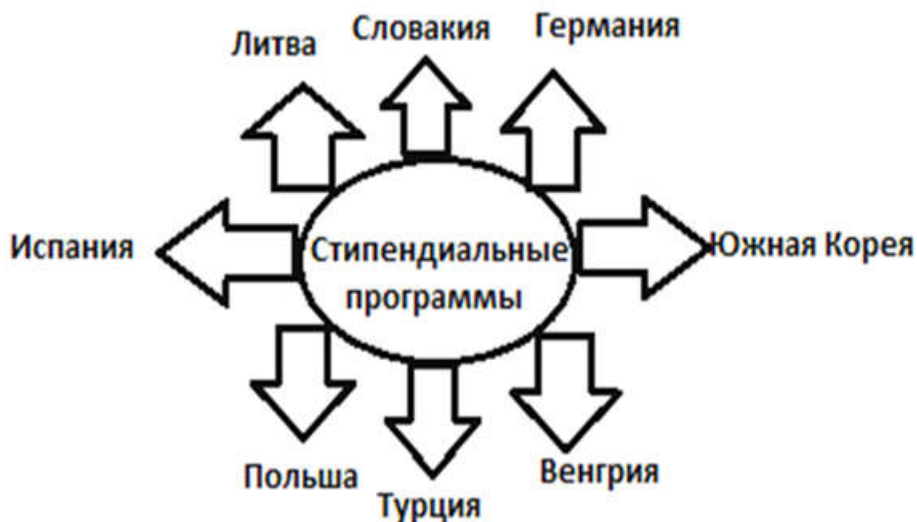 Литва
Словакия
Германия
Испания
Стипендиальные
программы
Южная Корея
Польша
Турция
Венгрия